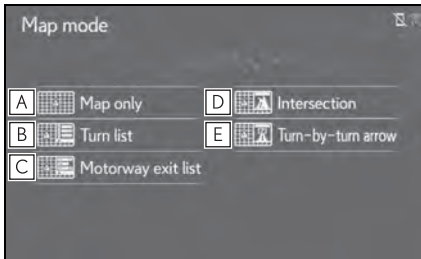 Map mode
A Map only
B Turn list
C Motorway exit list
D Intersection
E Turn-by-turn arrow